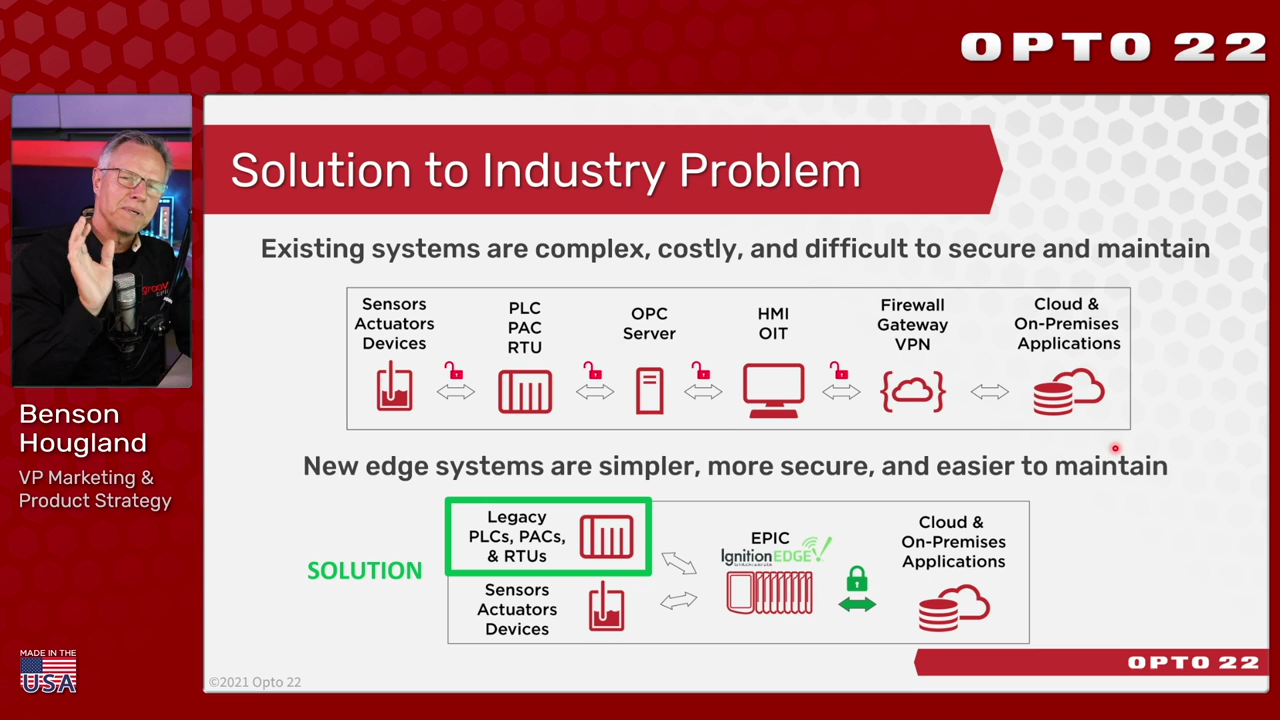 OPTO 22
Solution to Industry Problem
Existing systems are complex, costly, and difficult to secure and maintain
Sensors
Actuators
Devices
PLC
PAC
RTU
OPC
Server
HMI
OIT
Firewall
Gateway
VPN
Cloud &
On-Premises
Applications
New edge systems are simpler, more secure, and easier to maintain
SOLUTION
Legacy
PLCs, PACs,
& RTUs
Sensors
Actuators
Devices
EPIC
IgnitionEDGE
Cloud &
On-Premises
Applications
OPTO 22
©2021 Opto 22
groov
Benson
Hougland
VP Marketing &
Product Strategy
MADE IN THE
USA